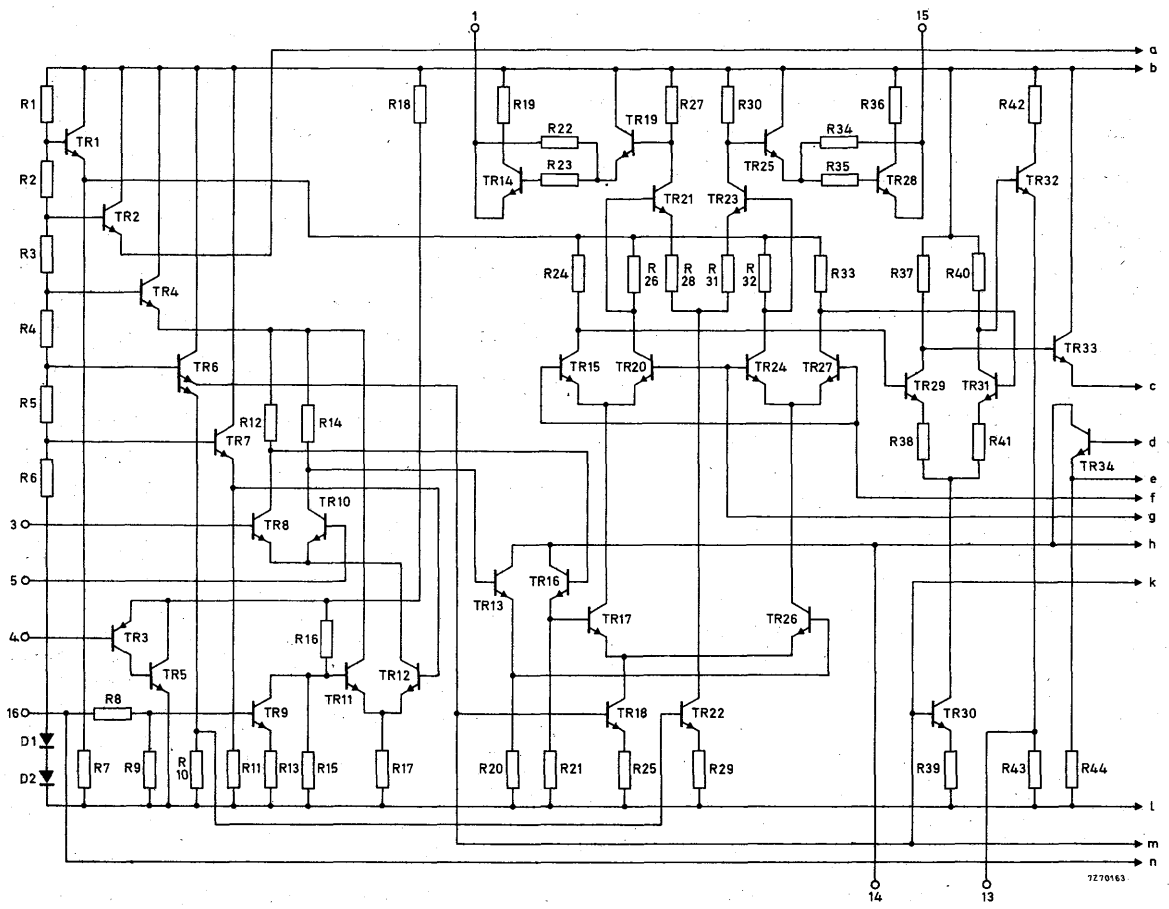 1
15
a
b
R1
R18
R19
R22
TR19
R27
R30
R36
R34
R42
TR1
R23
TR25
R35
R2
TR14
TR28
TR32
TR21
TR23
TR2
R3
R24
R 26
R 28
R 31
R 32
R33
R37
R40
TR4
R4
TR6
TR15
TR20
TR24
TR27
TR33
TR29
TR31
c
R5
R12
R14
R38
R41
d
TR7
TR34
R6
e
TR10
f
3
TR8
g
h
TR16
5
TR13
k
4
TR3
R16
TR17
TR26
TR5
TR11
TR12
R8
16
TR9
TR18
TR22
TR30
D1
D2
R7
R9
R 10
R11
R13
R15
R17
R20
R21
R25
R29
R39
R43
R44
l
m
n
7Z70163
14
13